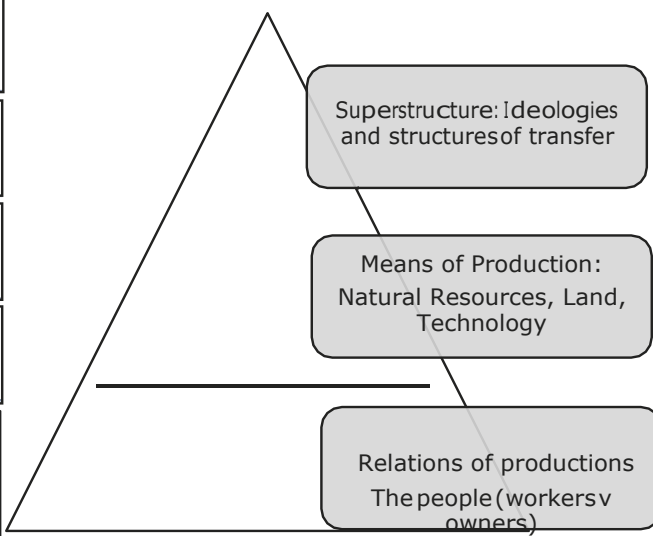 Superstructure: Ideologies
and structures of transfer
Means of Production:
Natural Resources, Land,
Technology
Relations of productions
The people (workers v
owners)